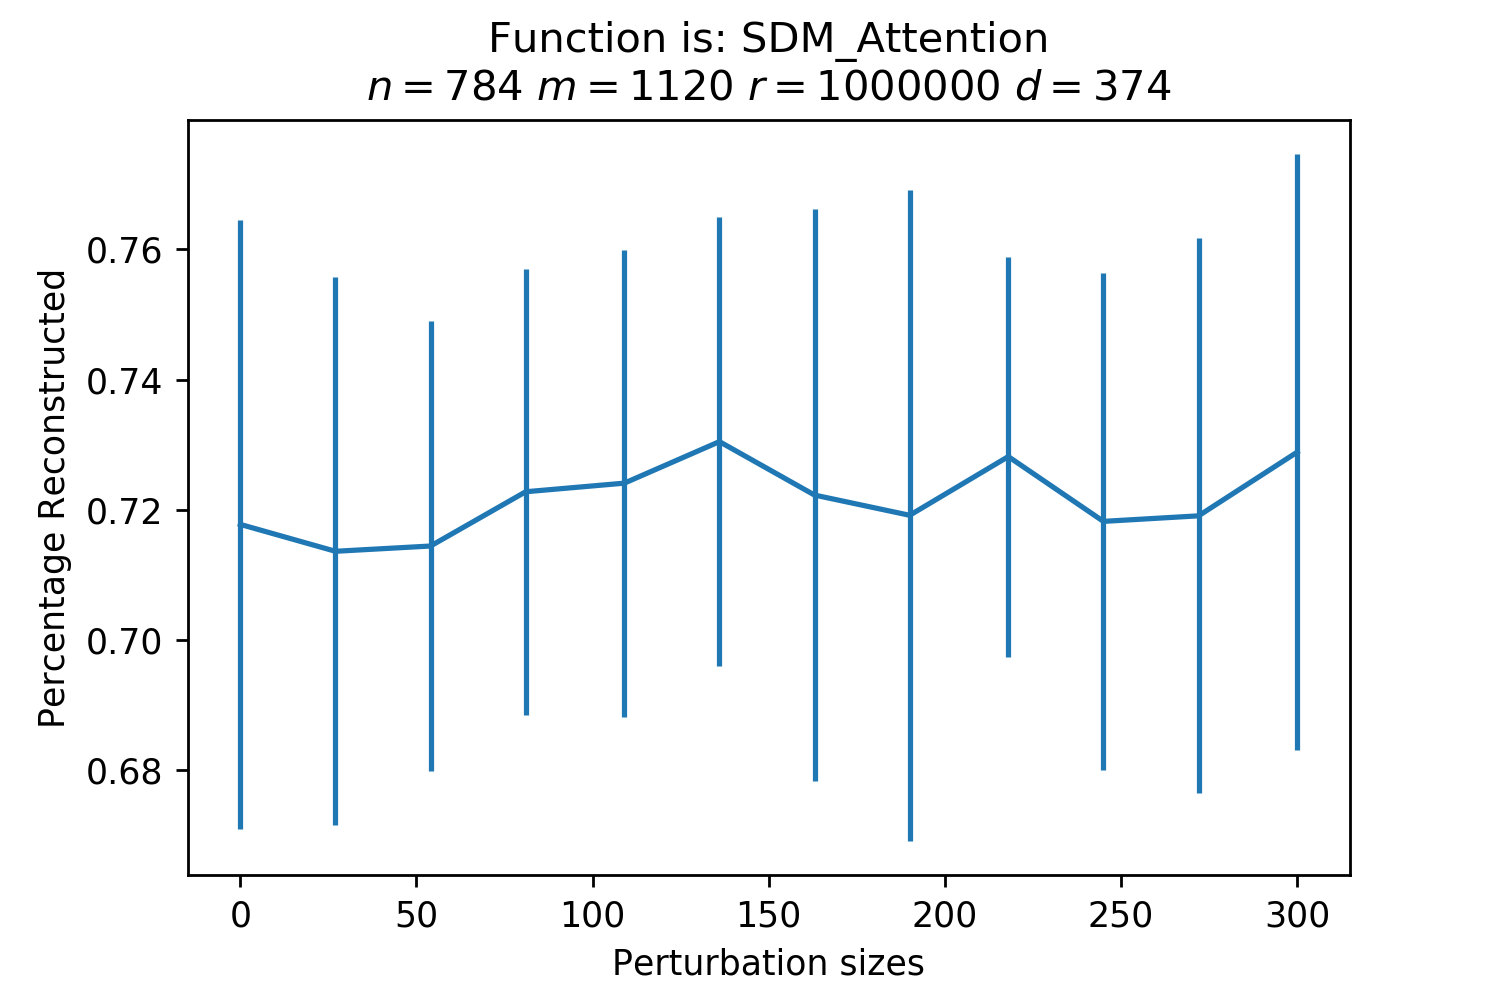 Function is: SDM_Attention
n = 784 m = 1120 r = 1000000 d = 374
Percentage Reconstructed
0.76
0.74
0.72
0.70
0.68
0 50 100 150 200 250 300
Perturbation sizes